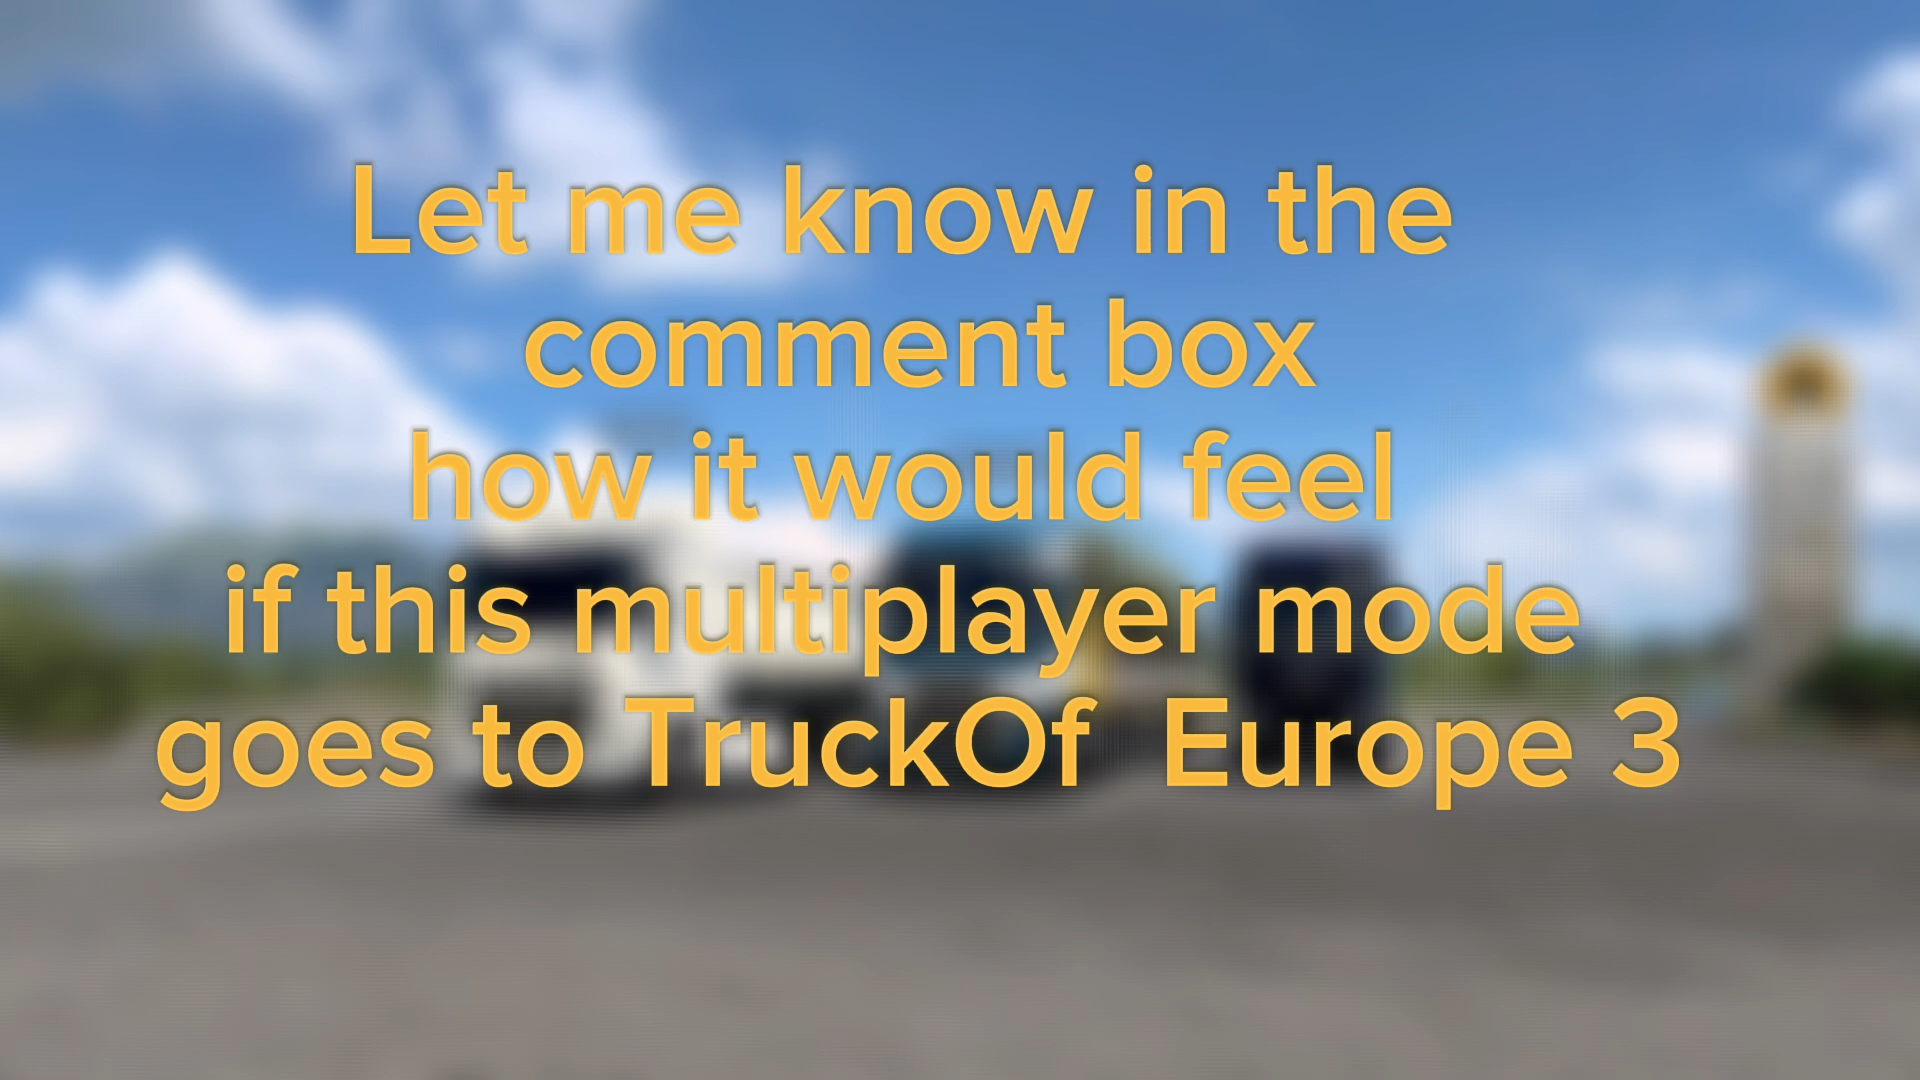 Let me know in the
comment box
how it would feel
if this multiplayer mode
goes to TruckOf Europe 3